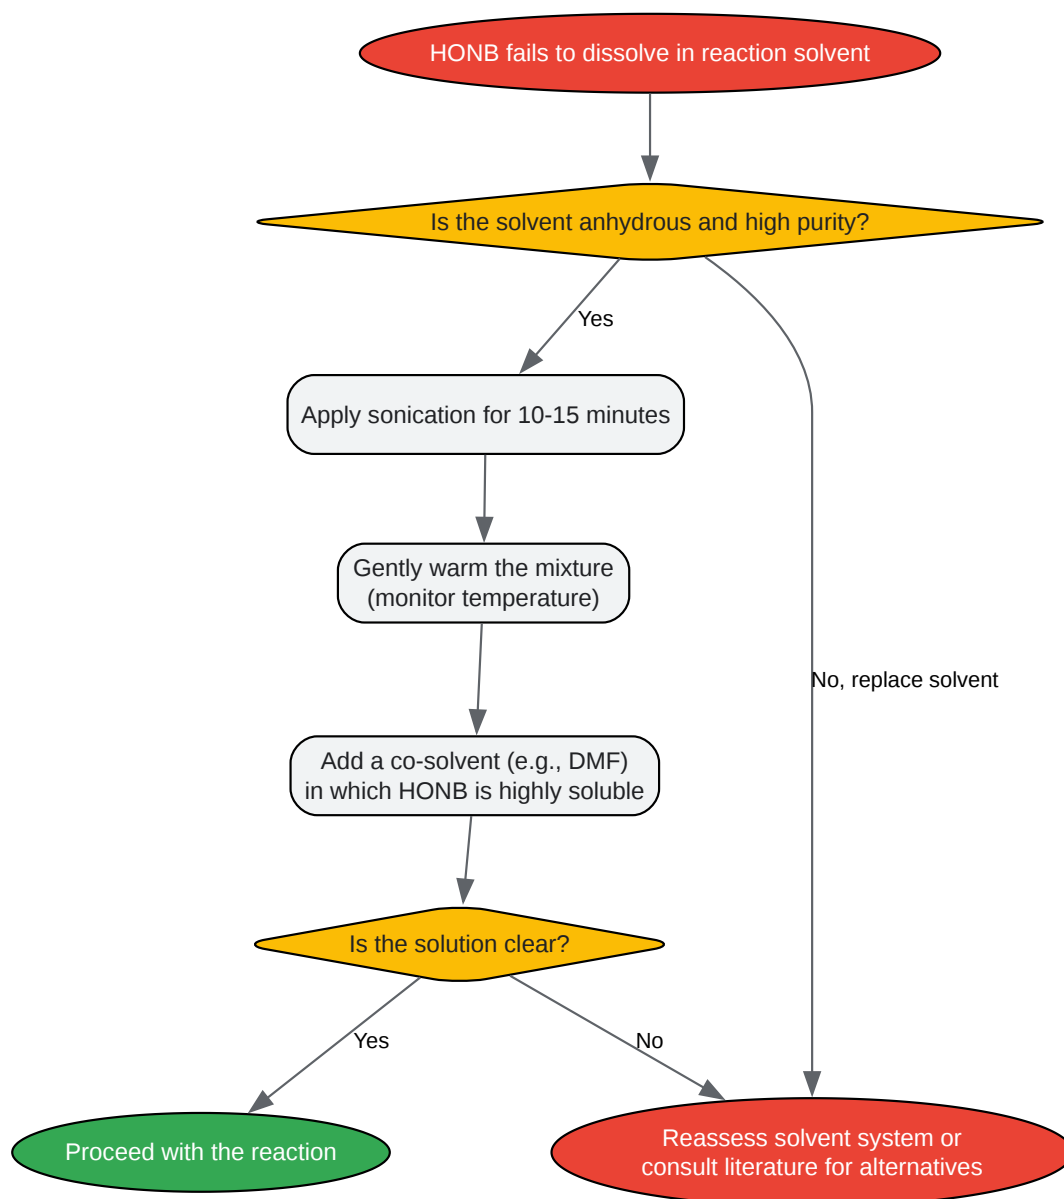 HONB fails to dissolve in reaction solvent
Is the solvent anhydrous and high purity?
Yes
Apply sonication for 10-15 minutes
Gently warm the mixture
(monitor temperature)
No, replace solvent
Add a co-solvent (e.g., DMF)
in which HONB is highly soluble
Is the solution clear?
Yes
No
Proceed with the reaction
Reassess solvent system or
consult literature for alternatives